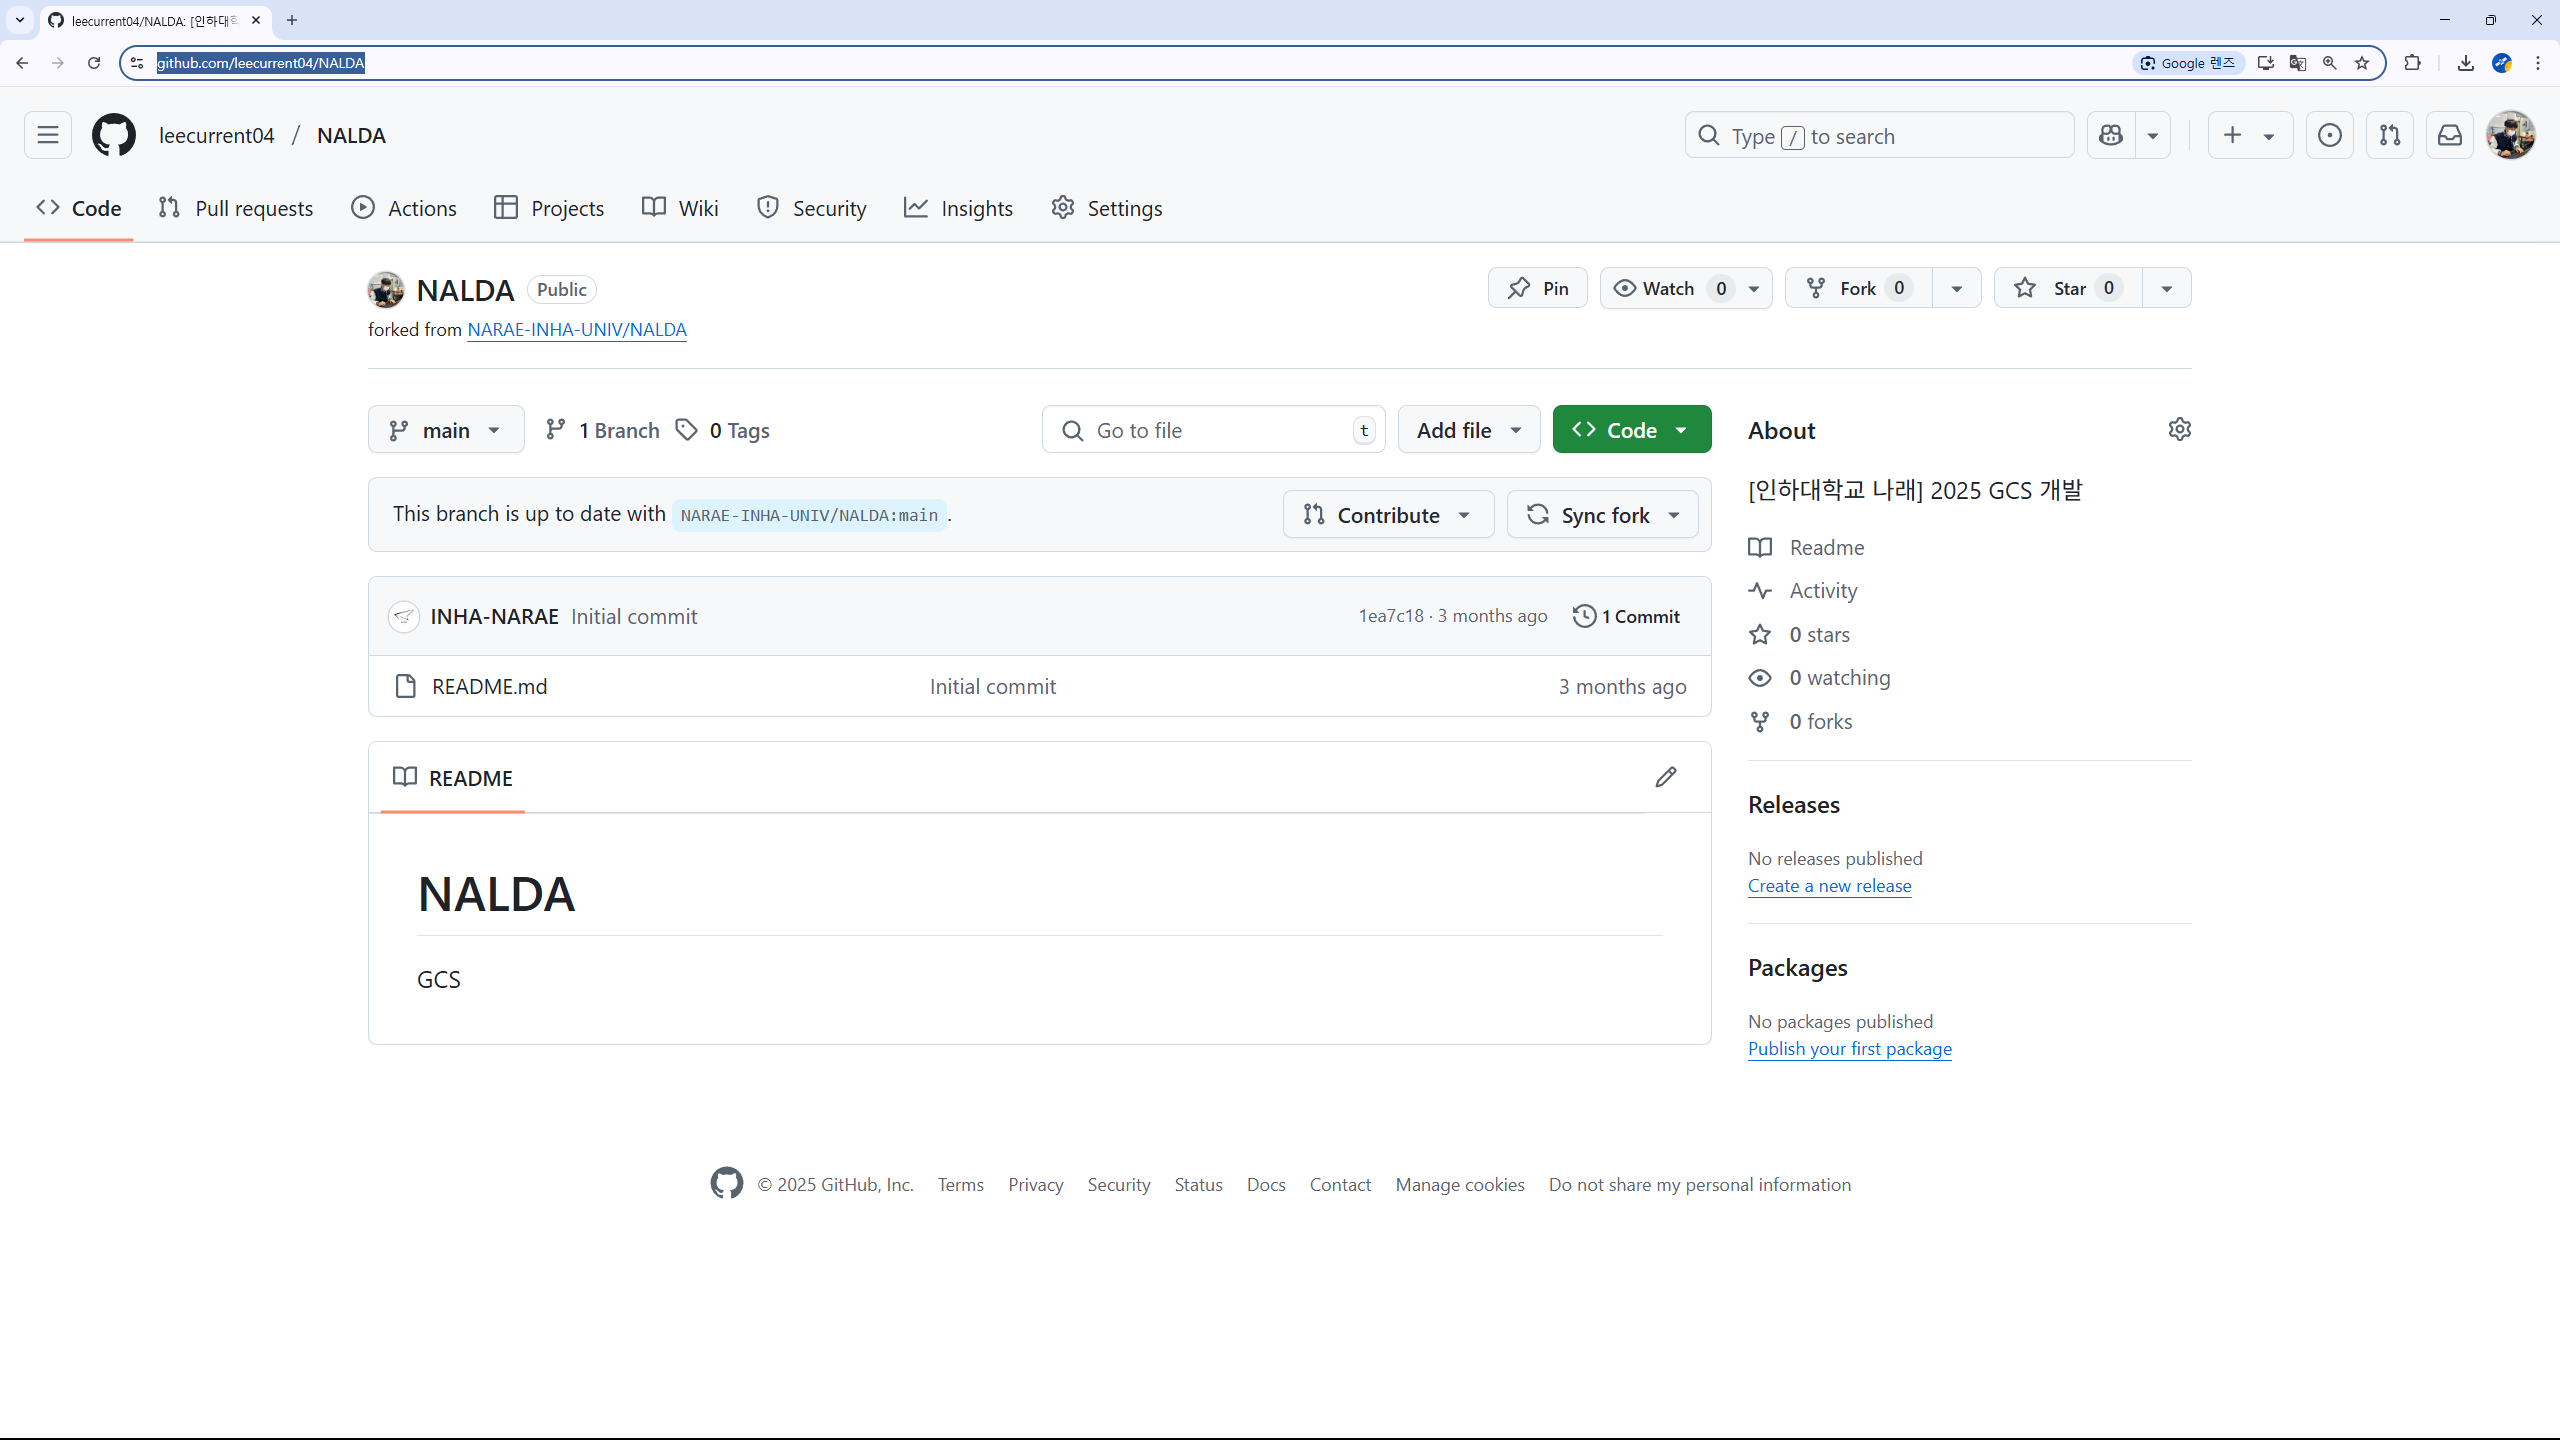 leecurrent04/NALDA: [인하대학
github.com/leecurrent04/NALDA
Google 렌즈
leecurrent04 / NALDA
Type / to search
Code
Pull requests
Actions
Projects
Wiki
Security
Insights
Settings
NALDA Public
Pin
Watch 0
Fork 0
Star 0
forked from NARAE-INHA-UNIV/NALDA
main
1 Branch
0 Tags
Go to file t
Add file
Code
This branch is up to date with NARAE-INHA-UNIV/NALDA:main .
Contribute
Sync fork
INHA-NARAE Initial commit
1ea7c18 · 3 months ago
1 Commit
README.md
Initial commit
3 months ago
README
NALDA
GCS
About
[인하대학교 나래] 2025 GCS 개발
Readme
Activity
0 stars
0 watching
0 forks
Releases
No releases published
Create a new release
Packages
No packages published
Publish your first package
© 2025 GitHub, Inc.
Terms
Privacy
Security
Status
Docs
Contact
Manage cookies
Do not share my personal information